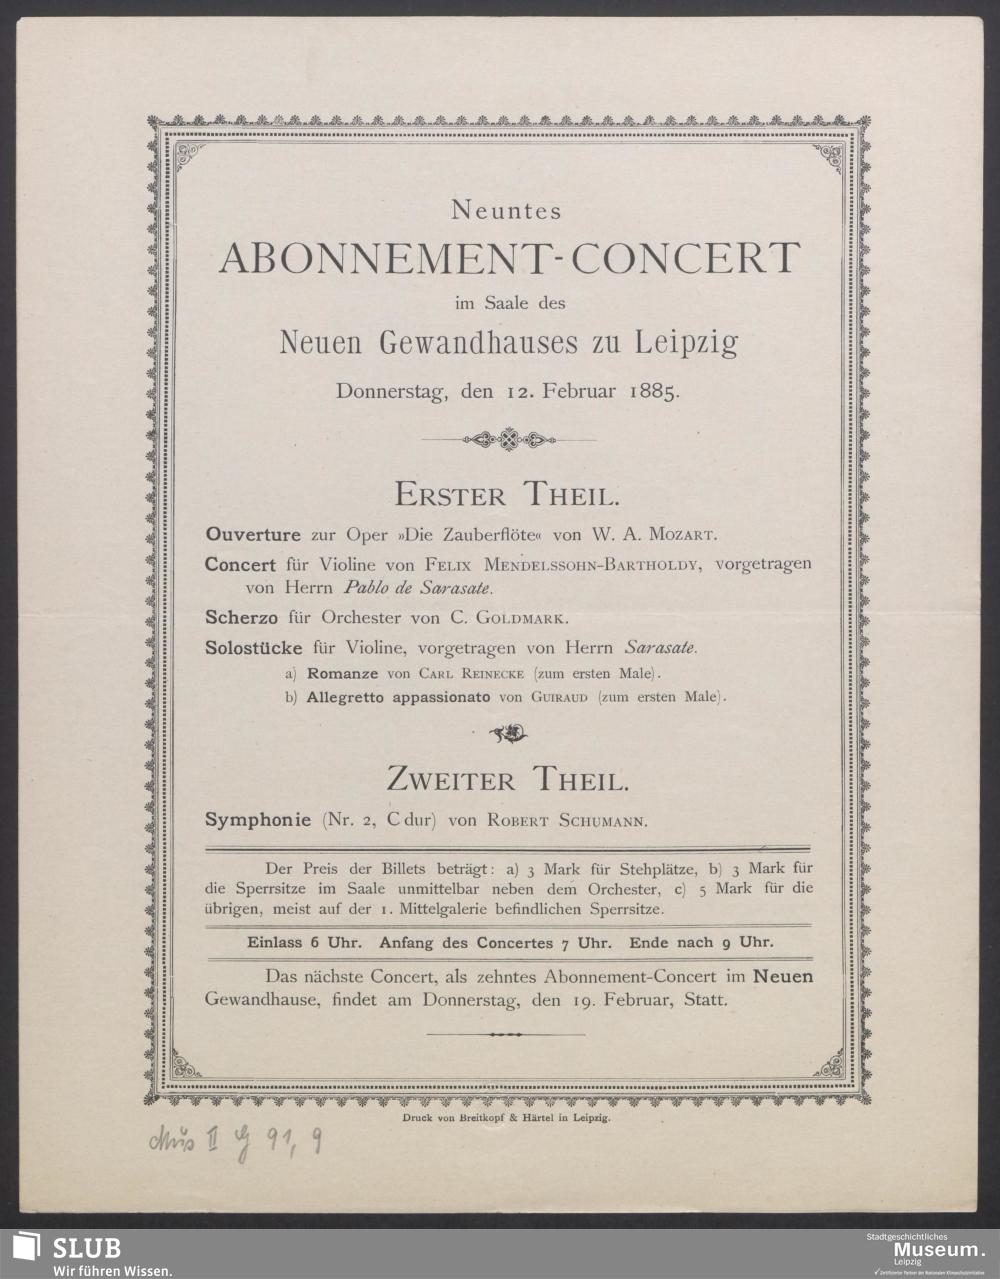 Neuntes
ABONNEMENT-CONCERT
im Saale des
Neuen Gewandhauses zu Leipzig
Donnerstag, den 12. Februar 1885.
ERSTER THEIL.
Ouverture zur Oper »Die Zauberflöte« von W. A. MOZART.
Concert für Violine von FELIX MENDELSSOHN-BARTHOLDY, vorgetragen
von Herrn Pablo de Sarasate.
Scherzo für Orchester von C. GOLDMARK.
Solostücke für Violine, vorgetragen von Herrn Sarasate.
a) Romanze von CARL REINECKE (zum ersten Male).
b) Allegretto appassionato von GUIRAUD (zum ersten Male).
ZWEITER THEIL.
Symphonie (Nr. 2, C dur) von ROBERT SCHUMANN.
Der Preis der Billets beträgt: a) 3 Mark für Stehplätze, b) 3 Mark für
die Sperrsitze im Saale unmittelbar neben dem Orchester, c) 5 Mark für die
übrigen, meist auf der 1. Mittelgalerie befindlichen Sperrsitze.
Einlass 6 Uhr. Anfang des Concertes 7 Uhr. Ende nach 9 Uhr.
Das nächste Concert, als zehntes Abonnement-Concert im Neuen
Gewandhause, findet am Donnerstag, den 19. Februar, Statt.
Druck von Breitkopf & Härtel in Leipzig.
Mus II G 91, 9
SLUB
Wir führen Wissen.
Stadtgeschichtliches
Museum.
Leipzig
Zertifizierter Partner der Nationalen Klimaschutzinitiative